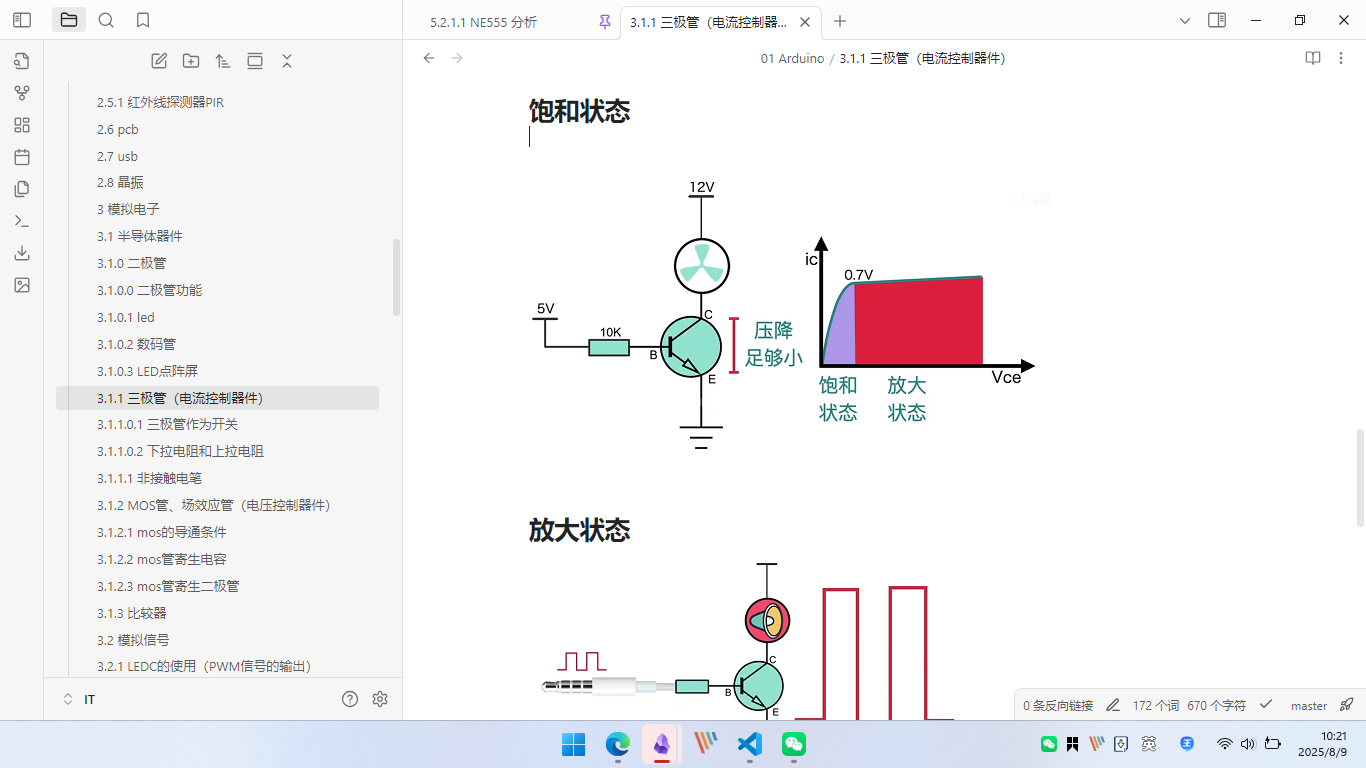 5.2.1.1 NE555 分析
3.1.1 三极管（电流控制器...
01 Arduino / 3.1.1 三极管（电流控制器件）
2.5.1 红外线探测器PIR
2.6 pcb
2.7 usb
2.8 晶振
3 模拟电子
3.1 半导体器件
3.1.0 二极管
3.1.0.0 二极管功能
3.1.0.1 led
3.1.0.2 数码管
3.1.0.3 LED点阵屏
3.1.1 三极管（电流控制器件）
3.1.1.0.1 三极管作为开关
3.1.1.0.2 下拉电阻和上拉电阻
3.1.1.1 非接触电笔
3.1.2 MOS管、场效应管（电压控制器件）
3.1.2.1 mos的导通条件
3.1.2.2 mos管寄生电容
3.1.2.3 mos管寄生二极管
3.1.3 比较器
3.2 模拟信号
3.2.1 LEDC的使用（PWM信号的输出）
IT
饱和状态
12V
5V
10K
B
C
E
压降
足够小
ic
0.7V
Vce
饱和
状态
放大
状态
放大状态
C
B
E
0 条反向链接
172 个词 670 个字符
master
英
10:21
2025/8/9